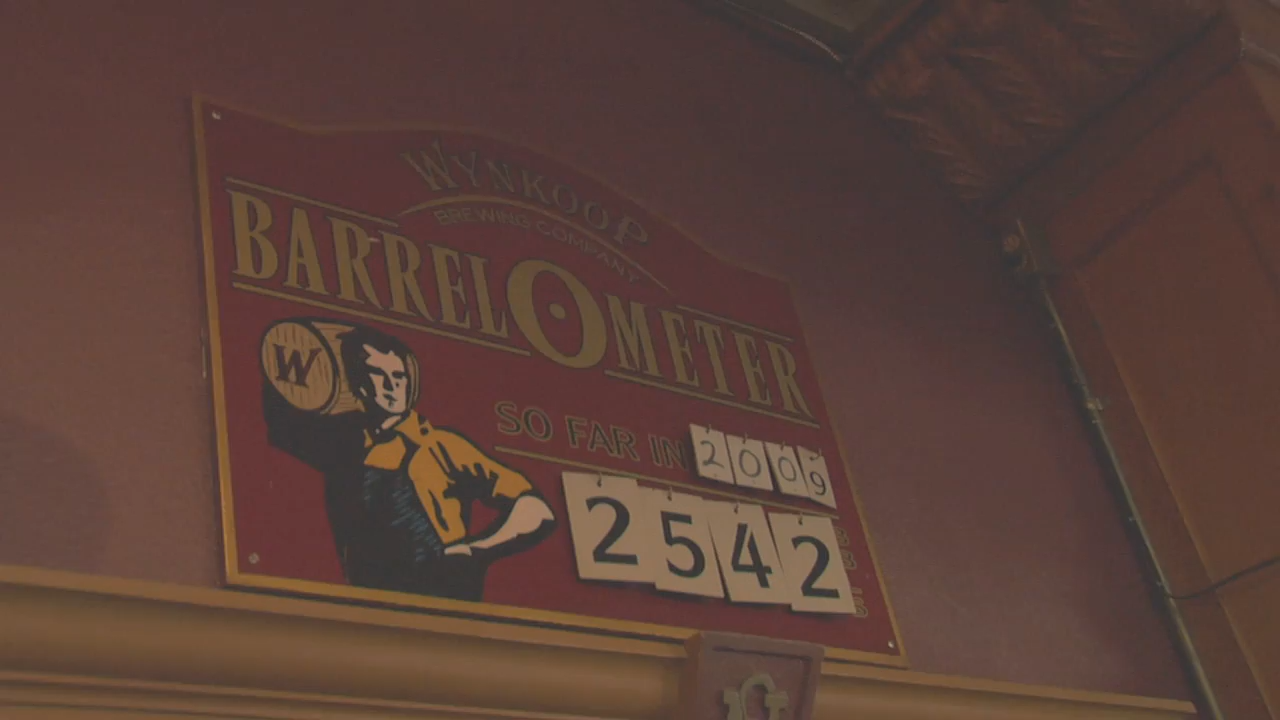 WYNKOOP
BREWING COMPANY
BARRELOMETER
W
SO FAR IN 2009
2542